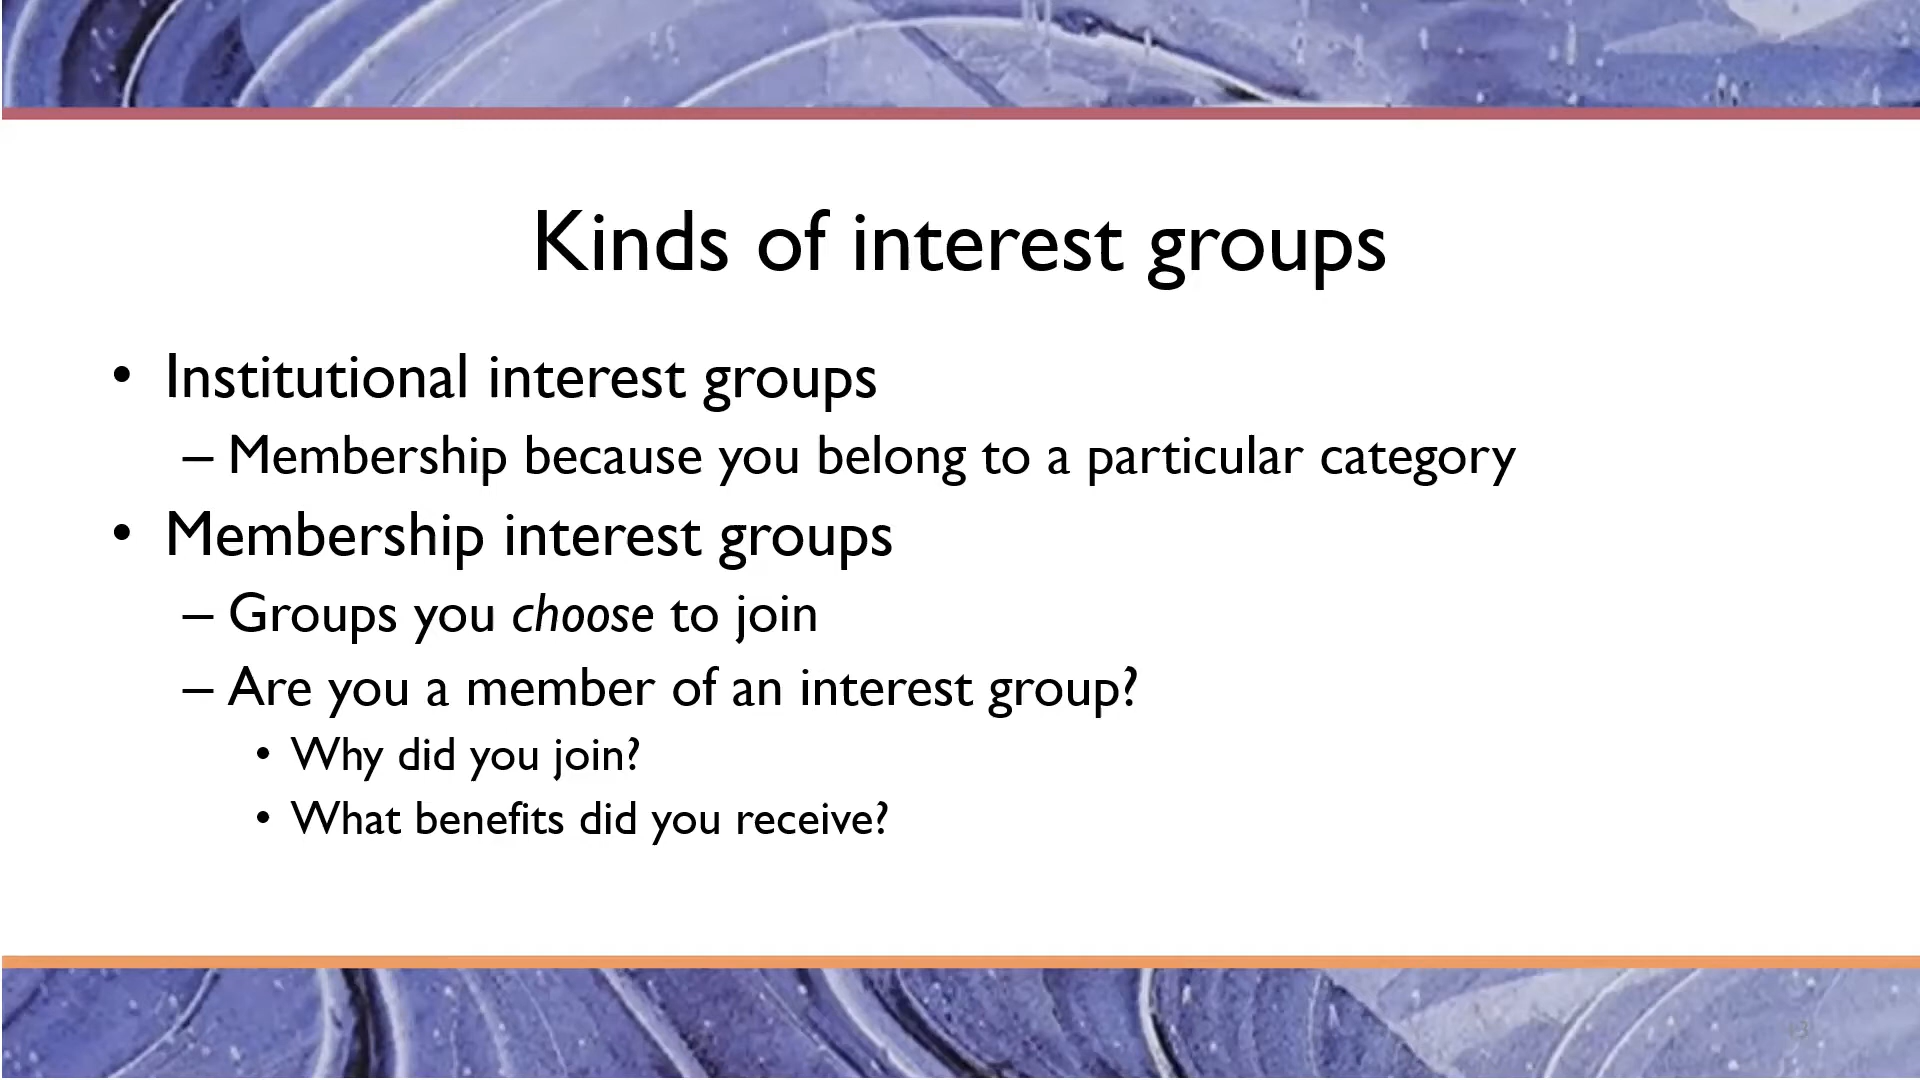 Kinds of interest groups
• Institutional interest groups
– Membership because you belong to a particular category
• Membership interest groups
– Groups you choose to join
– Are you a member of an interest group?
• Why did you join?
• What benefits did you receive?
13